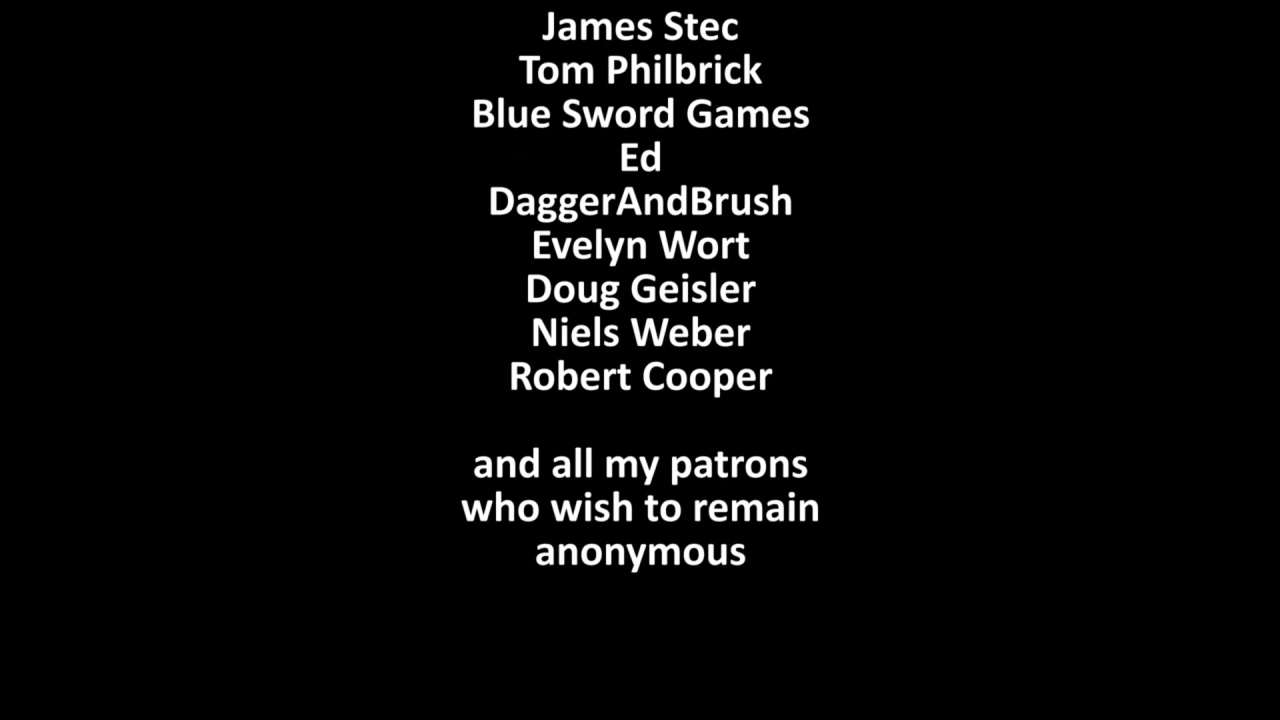 James Stec
Tom Philbrick
Blue Sword Games
Ed
DaggerAndBrush
Evelyn Wort
Doug Geisler
Niels Weber
Robert Cooper
and all my patrons
who wish to remain
anonymous